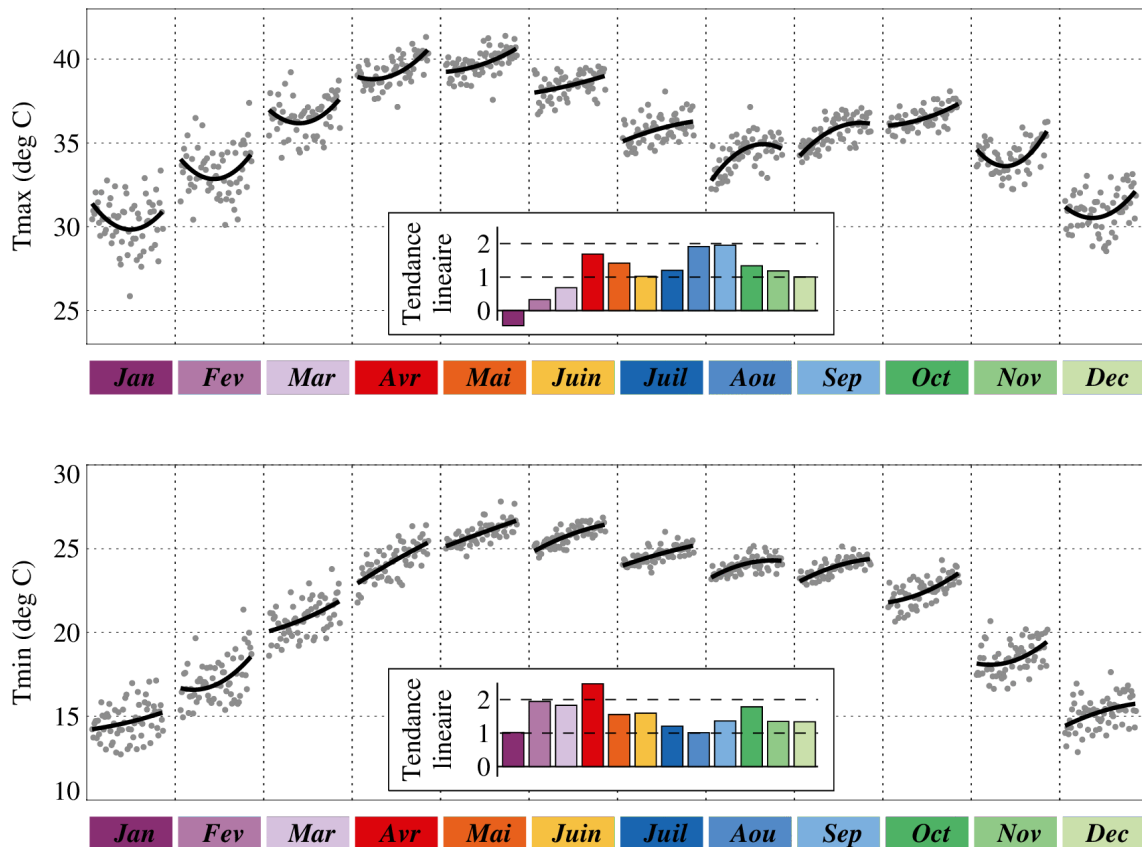 Tmax (deg C)
40
35
30
25
Tendance
lineaire
2
1
0
Jan Fev Mar Avr Mai Juin Juil Aou Sep Oct Nov Dec
Tmin (deg C)
30
25
20
15
10
Tendance
lineaire
2
1
0
Jan Fev Mar Avr Mai Juin Juil Aou Sep Oct Nov Dec